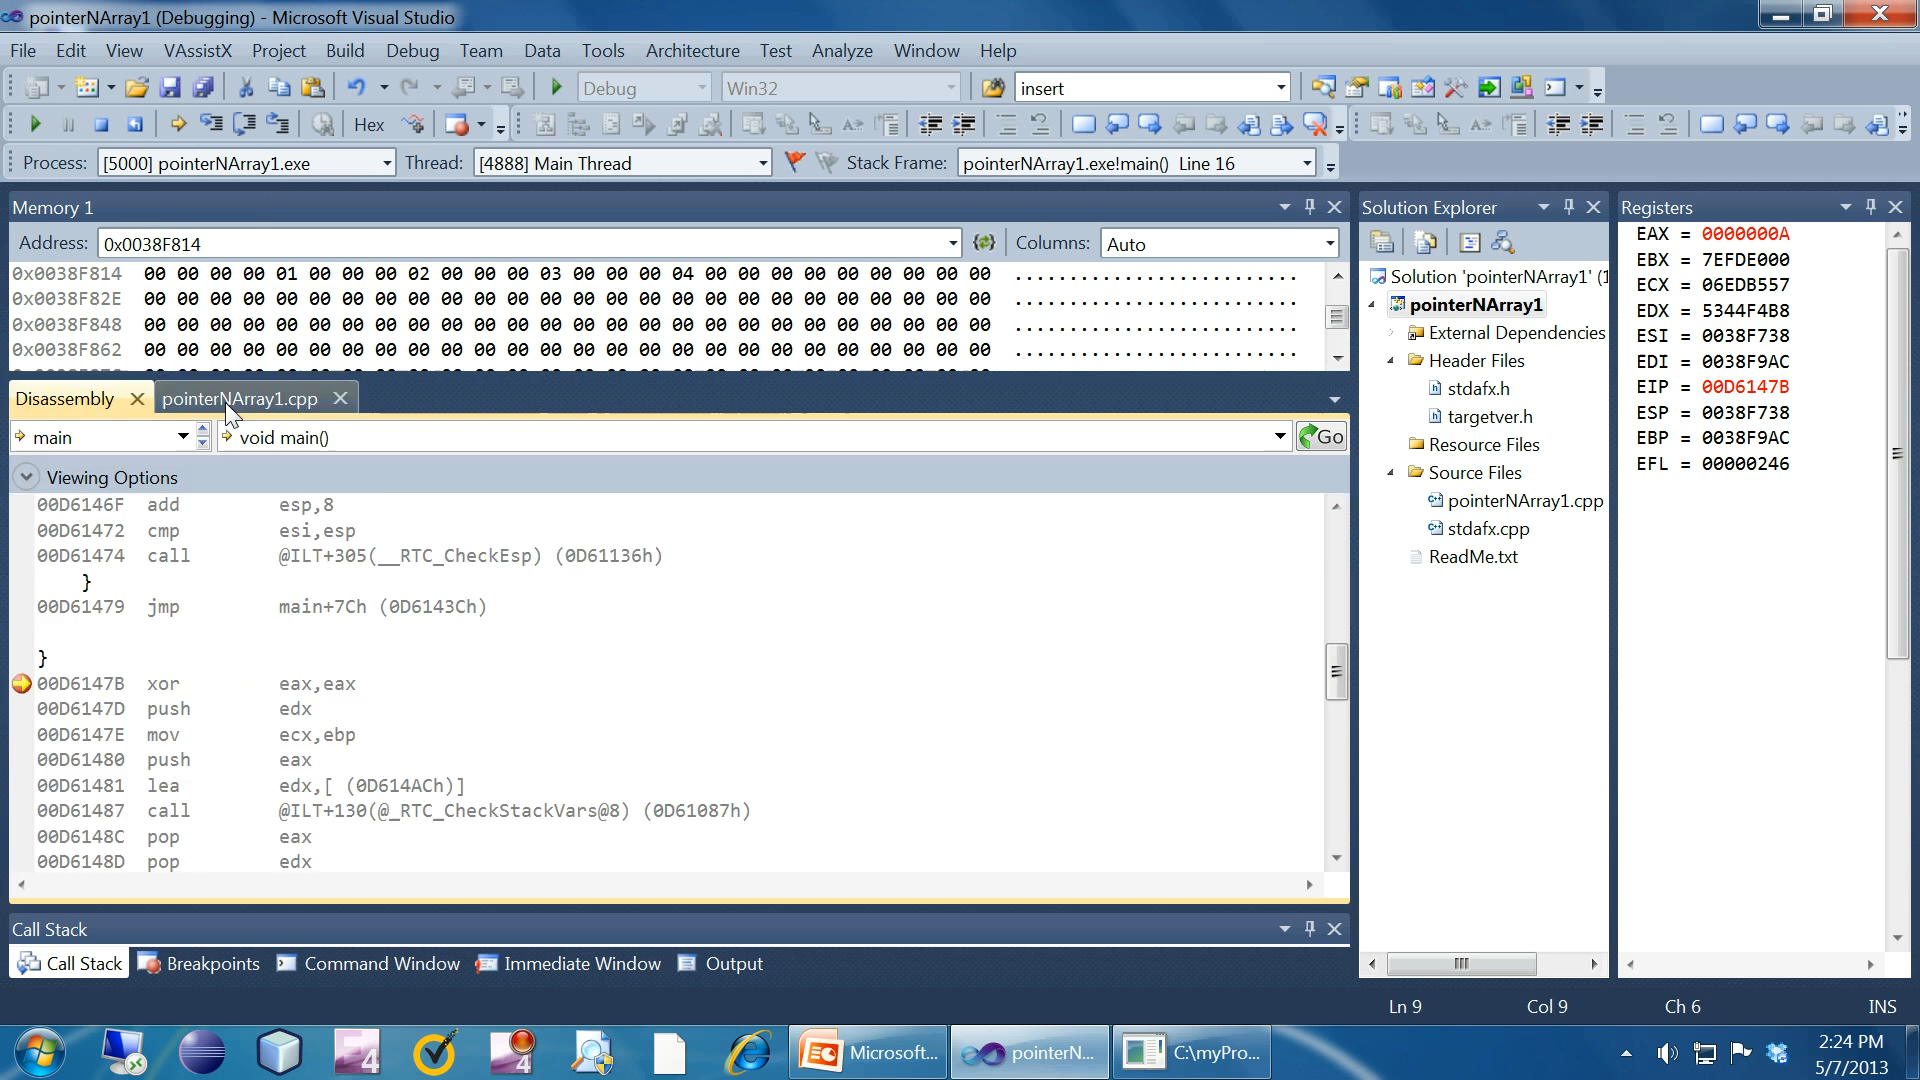 pointerNArray1 (Debugging) - Microsoft Visual Studio
File Edit View VAssistX Project Build Debug Team Data Tools Architecture Test Analyze Window Help
Debug Win32 insert
Hex
Process: [5000] pointerNArray1.exe Thread: [4888] Main Thread Stack Frame: pointerNArray1.exe!main() Line 16
Memory 1
Address: 0x0038F814 Columns: Auto
0x0038F814 00 00 00 00 01 00 00 00 02 00 00 00 03 00 00 00 04 00 00 00 00 00 00 00 00 00 ..........................
0x0038F82E 00 00 00 00 00 00 00 00 00 00 00 00 00 00 00 00 00 00 00 00 00 00 00 00 00 00 ..........................
0x0038F848 00 00 00 00 00 00 00 00 00 00 00 00 00 00 00 00 00 00 00 00 00 00 00 00 00 00 ..........................
0x0038F862 00 00 00 00 00 00 00 00 00 00 00 00 00 00 00 00 00 00 00 00 00 00 00 00 00 00 ..........................
Disassembly pointerNArray1.cpp
main void main() Go
Viewing Options
00D6146F add esp,8
00D61472 cmp esi,esp
00D61474 call @ILT+305(__RTC_CheckEsp) (0D61136h)
}
00D61479 jmp main+7Ch (0D6143Ch)
}
00D6147B xor eax,eax
00D6147D push edx
00D6147E mov ecx,ebp
00D61480 push eax
00D61481 lea edx,[ (0D614ACh)]
00D61487 call @ILT+130(@_RTC_CheckStackVars@8) (0D61087h)
00D6148C pop eax
00D6148D pop edx
Call Stack
Call Stack Breakpoints Command Window Immediate Window Output
Solution Explorer
Solution 'pointerNArray1' (1
pointerNArray1
External Dependencies
Header Files
stdafx.h
targetver.h
Resource Files
Source Files
pointerNArray1.cpp
stdafx.cpp
ReadMe.txt
Registers
EAX = 0000000A
EBX = 7EFDE000
ECX = 06EDB557
EDX = 5344F4B8
ESI = 0038F738
EDI = 0038F9AC
EIP = 00D6147B
ESP = 0038F738
EBP = 0038F9AC
EFL = 00000246
Ln 9 Col 9 Ch 6 INS
Microsoft... pointerN... C:\myPro...
2:24 PM
5/7/2013